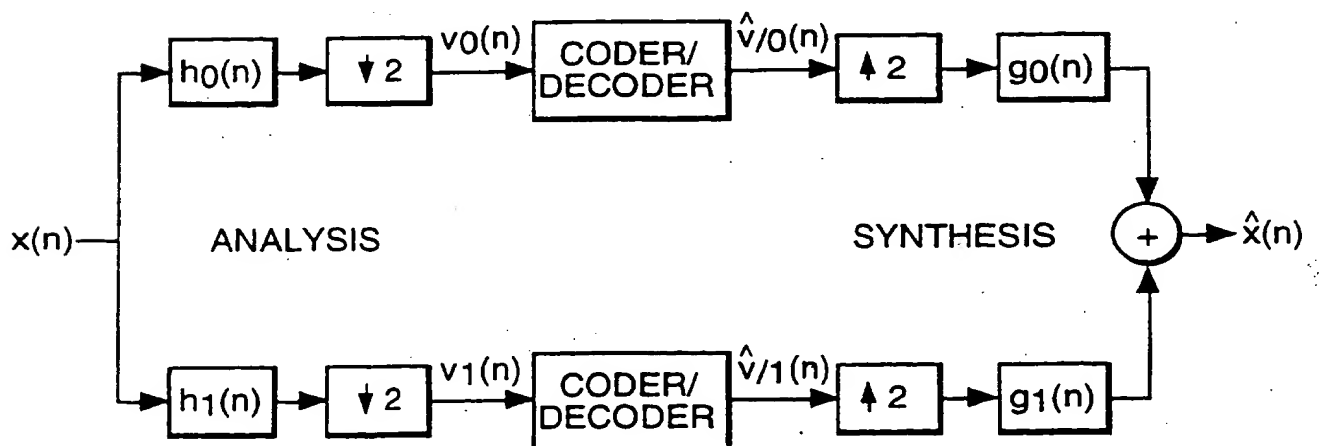 h0(n)
↓ 2
v0(n)
CODER/
DECODER
v̂/0(n)
↑ 2
g0(n)
x(n)
ANALYSIS
SYNTHESIS
+
x̂(n)
h1(n)
↓ 2
v1(n)
CODER/
DECODER
v̂/1(n)
↑ 2
g1(n)